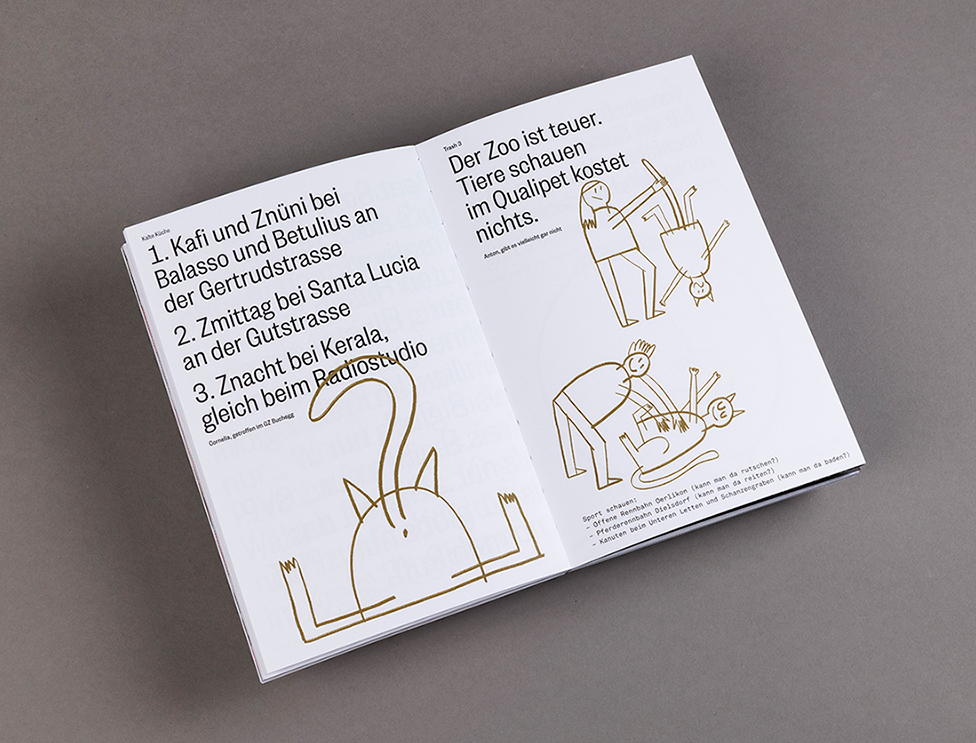 Kalte Küche
1. Kafi und Znüni bei
Balasso und Betulius an
der Gertrudstrasse
2. Zmittag bei Santa Lucia
an der Gutstrasse
3. Znacht bei Kerala,
gleich beim Radiostudio
Cornelia, getroffen im GZ Buchegg
Trash 3
Der Zoo ist teuer.
Tiere schauen
im Qualipet kostet
nichts.
Anton, gibt es vielleicht gar nicht
Sport schauen:
– Offene Rennbahn Oerlikon (kann man da rutschen?)
– Pferderennbahn Dielsdorf (kann man da reiten?)
– Kanuten beim Unteren Letten und Schanzengraben (kann man da baden?)